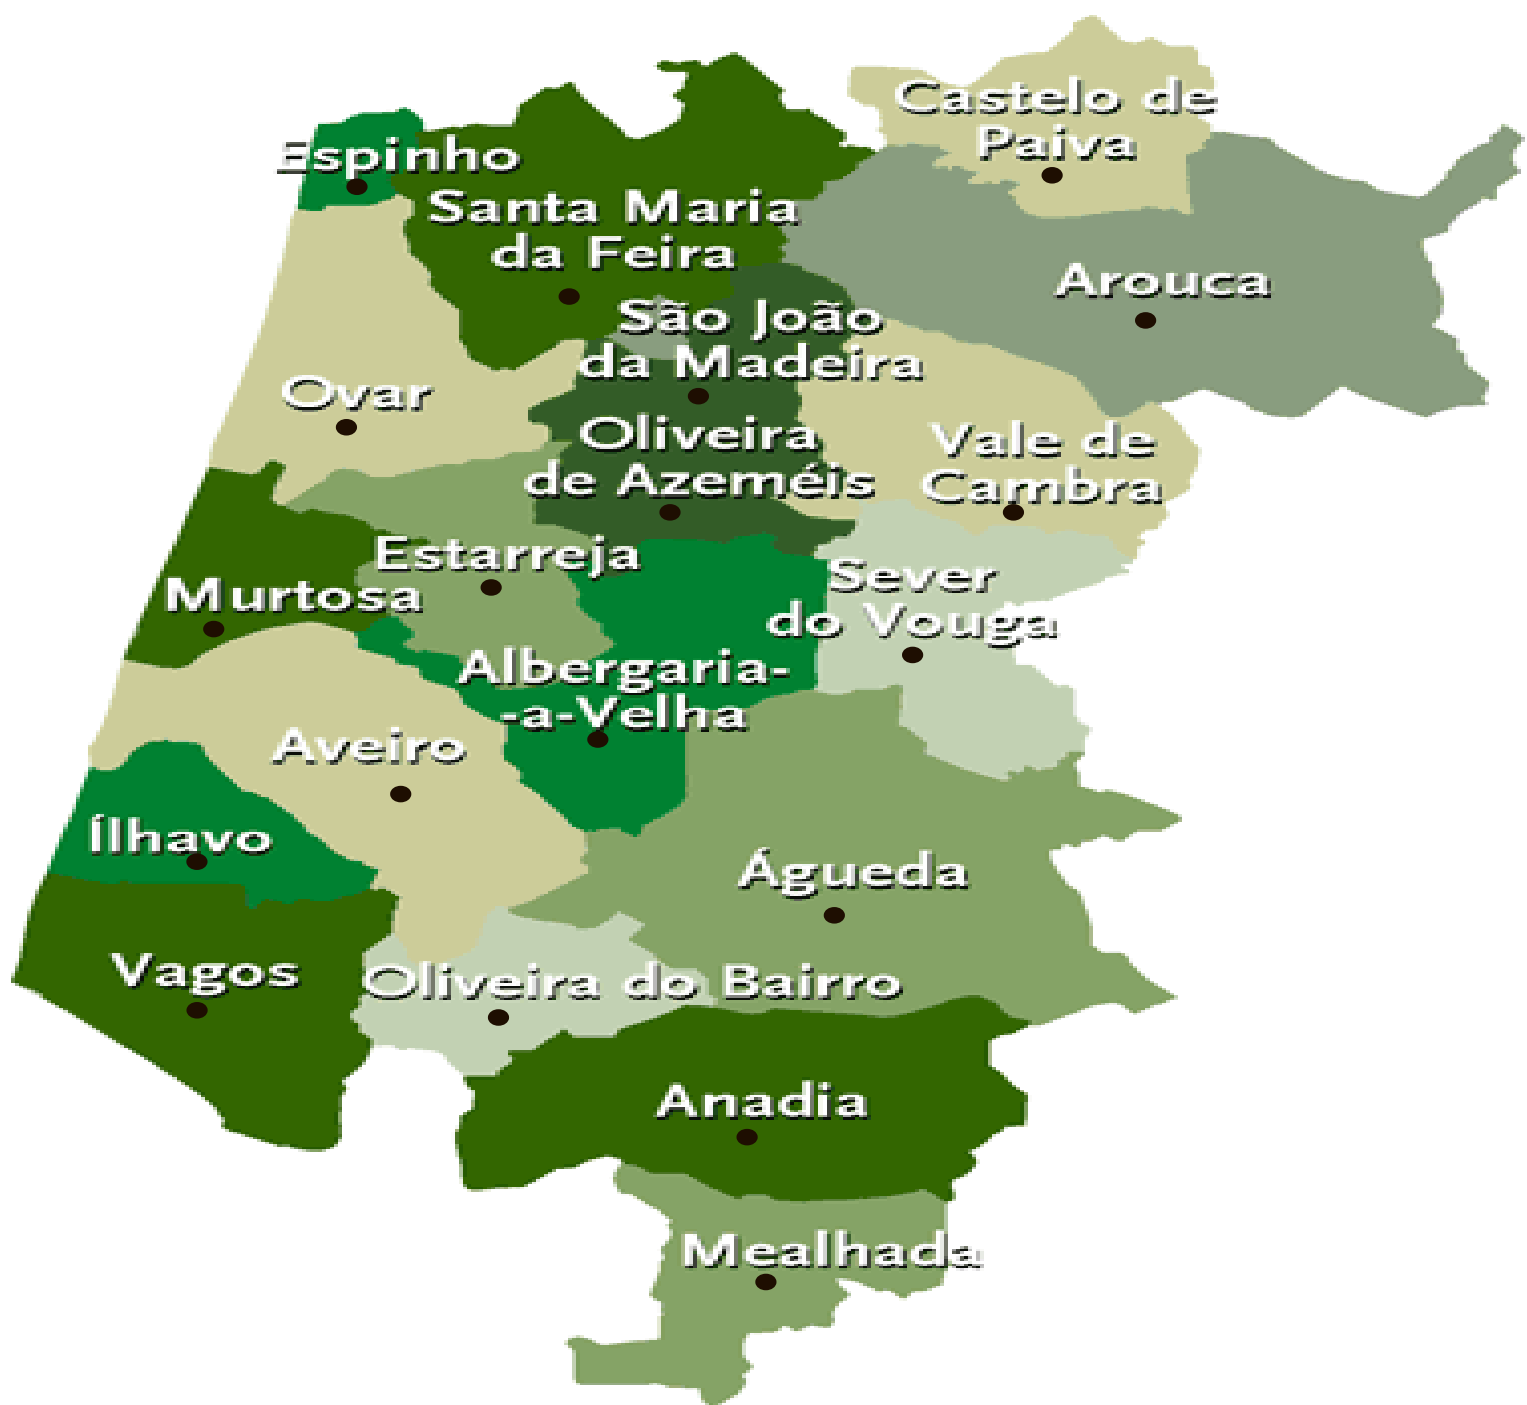 Castelo de
Paiva
Espinho
Santa Maria
da Feira
Arouca
São João
da Madeira
Ovar
Oliveira
de Azeméis
Vale de
Cambra
Estarreja
Murtosa
Sever
do Vouga
Albergaria-
-a-Velha
Aveiro
Ílhavo
Águeda
Vagos
Oliveira do Bairro
Anadia
Mealhada